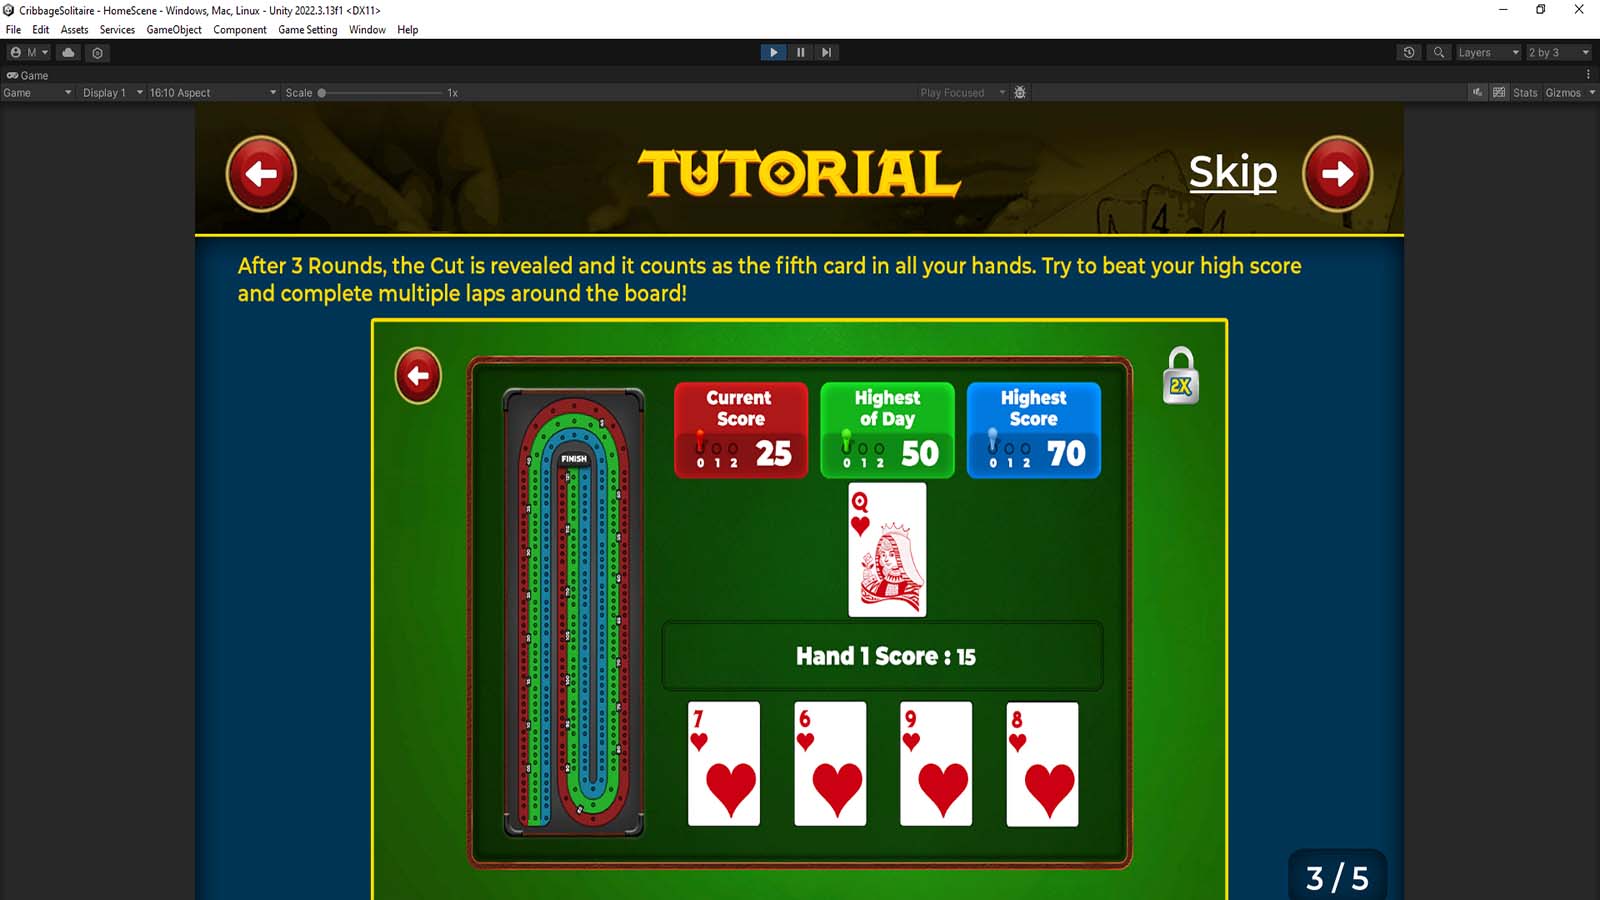 CribbageSolitaire - HomeScene - Windows, Mac, Linux - Unity 2022.3.13f1 <DX11>
File Edit Assets Services GameObject Component Game Setting Window Help
M Layers 2 by 3
Game
Game Display 1 16:10 Aspect Scale 1x Play Focused Stats Gizmos
TUTORIAL
Skip
After 3 Rounds, the Cut is revealed and it counts as the fifth card in all your hands. Try to beat your high score
and complete multiple laps around the board!
2X
Current
Score
0 1 2 25
Highest
of Day
0 1 2 50
Highest
Score
0 1 2 70
FINISH
Q
Hand 1 Score : 15
7 6 9 8
3 / 5